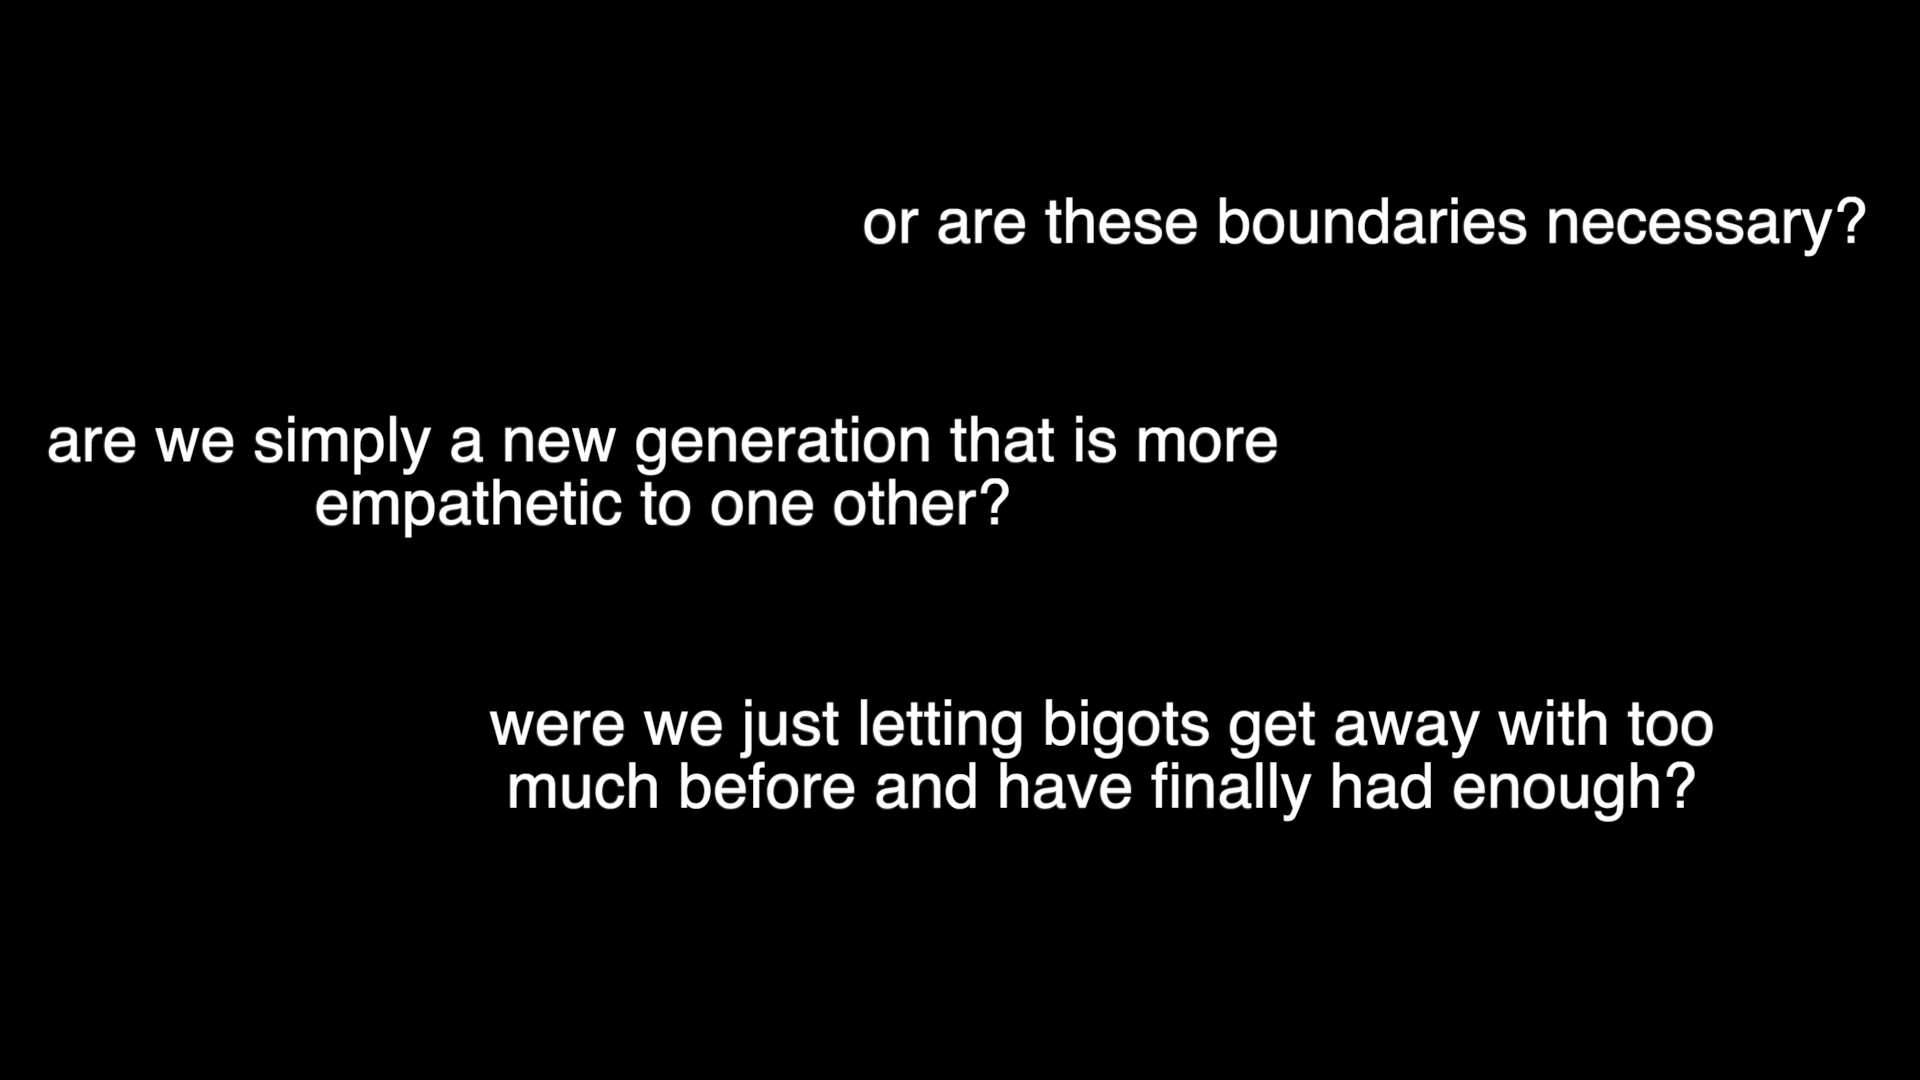 or are these boundaries necessary?
are we simply a new generation that is more
empathetic to one other?
were we just letting bigots get away with too
much before and have finally had enough?